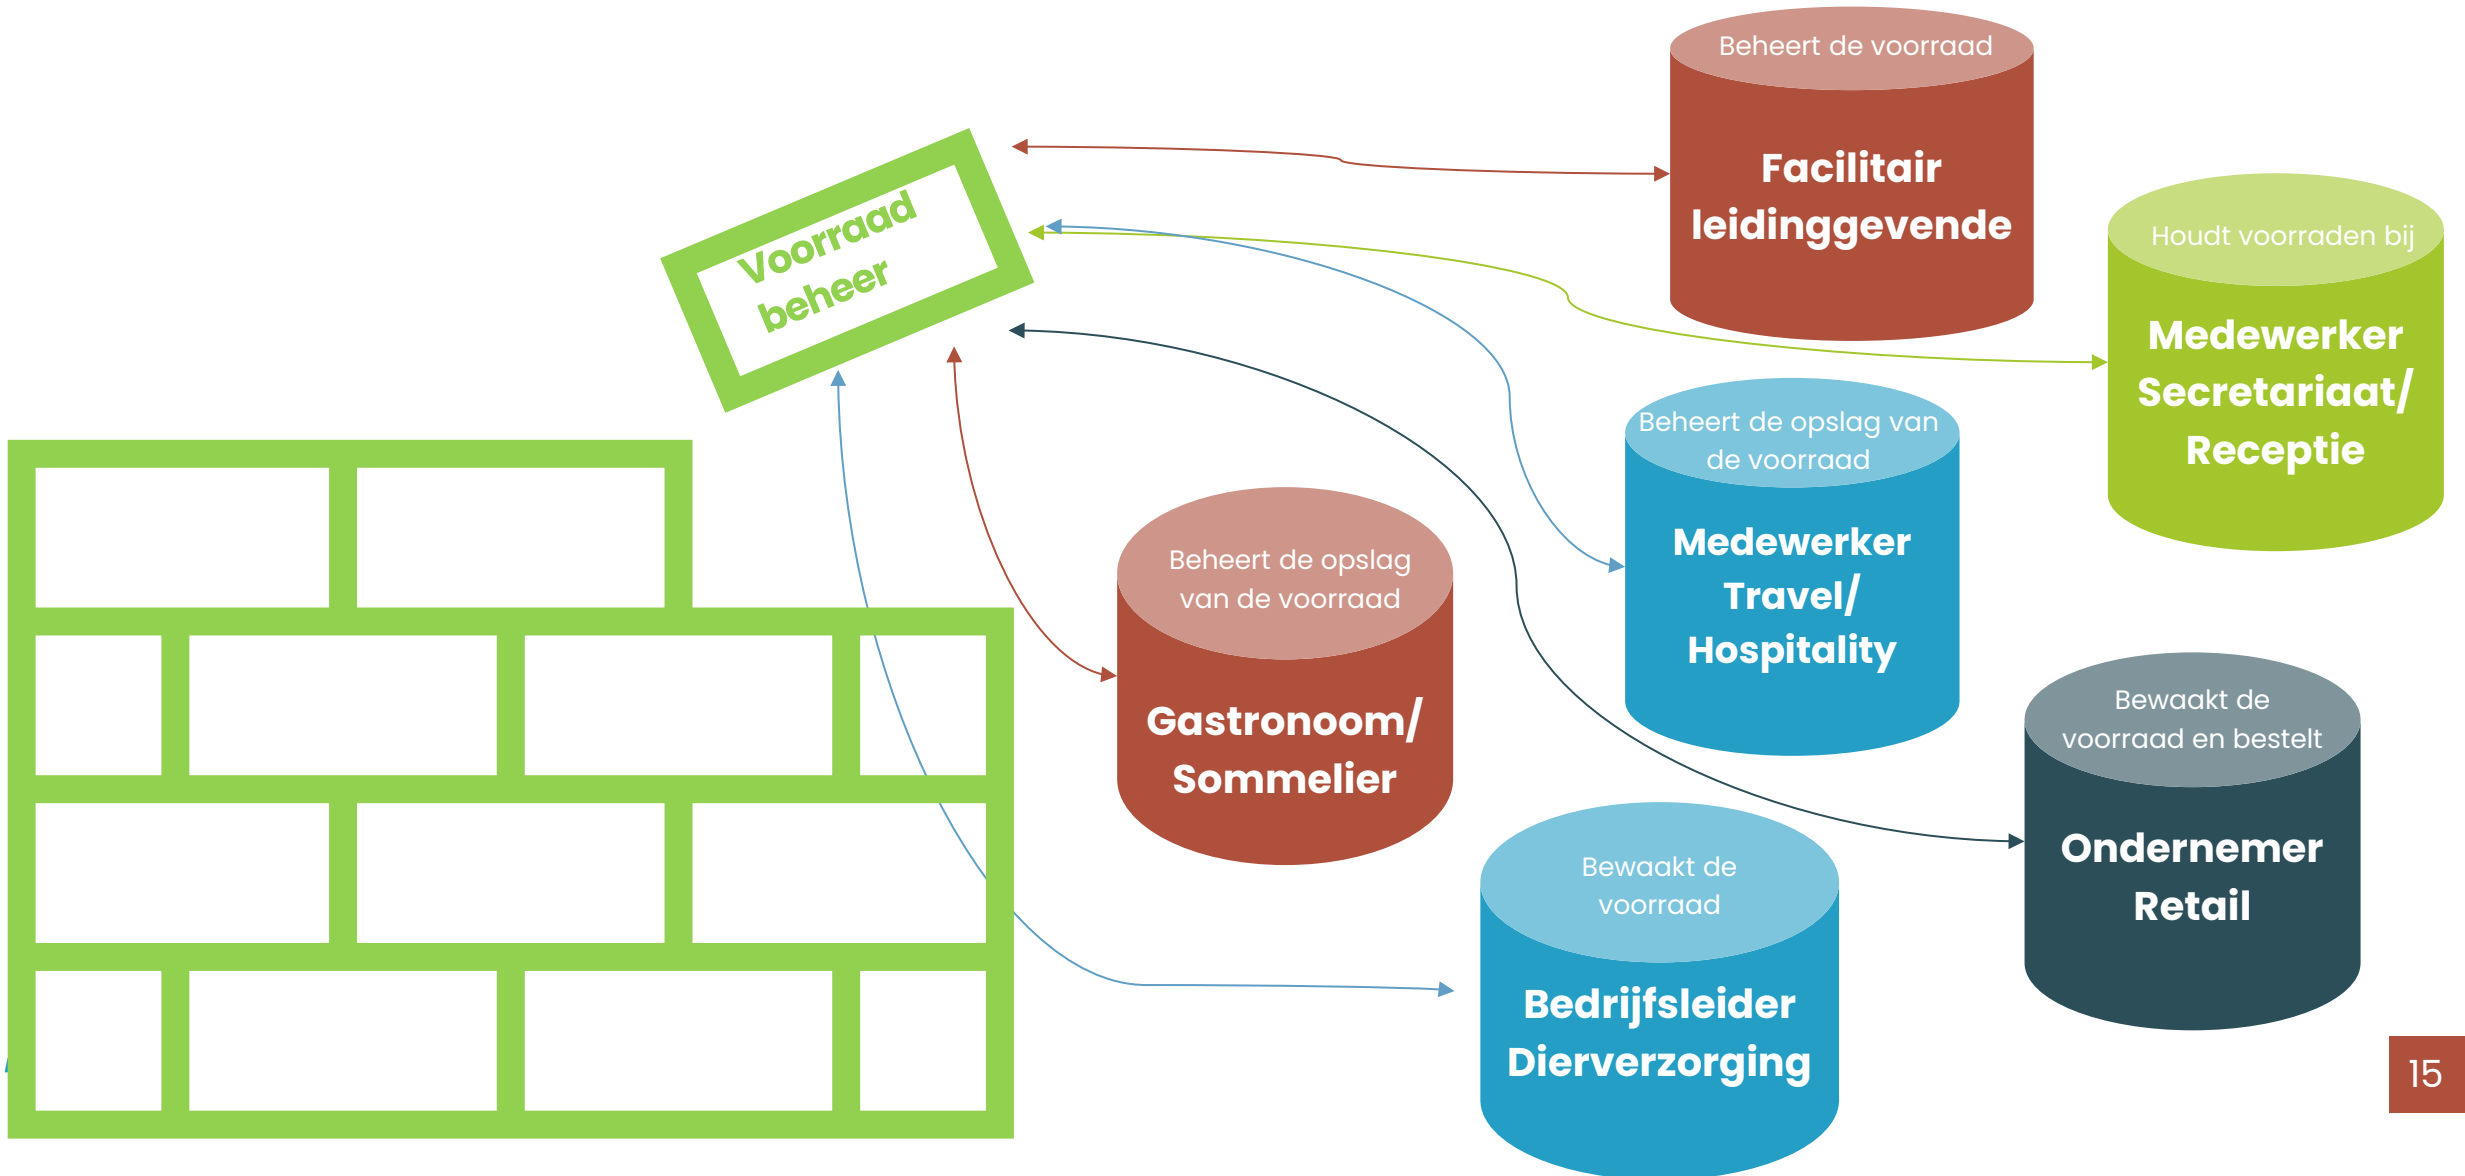 Voorraad
beheer
Beheert de voorraad
Facilitair
leidinggevende
Houdt voorraden bij
Medewerker
Secretariaat/
Receptie
Beheert de opslag van
de voorraad
Medewerker
Travel/
Hospitality
Beheert de opslag
van de voorraad
Gastronoom/
Sommelier
Bewaakt de
voorraad en bestelt
Ondernemer
Retail
Bewaakt de
voorraad
Bedrijfsleider
Dierverzorging
15